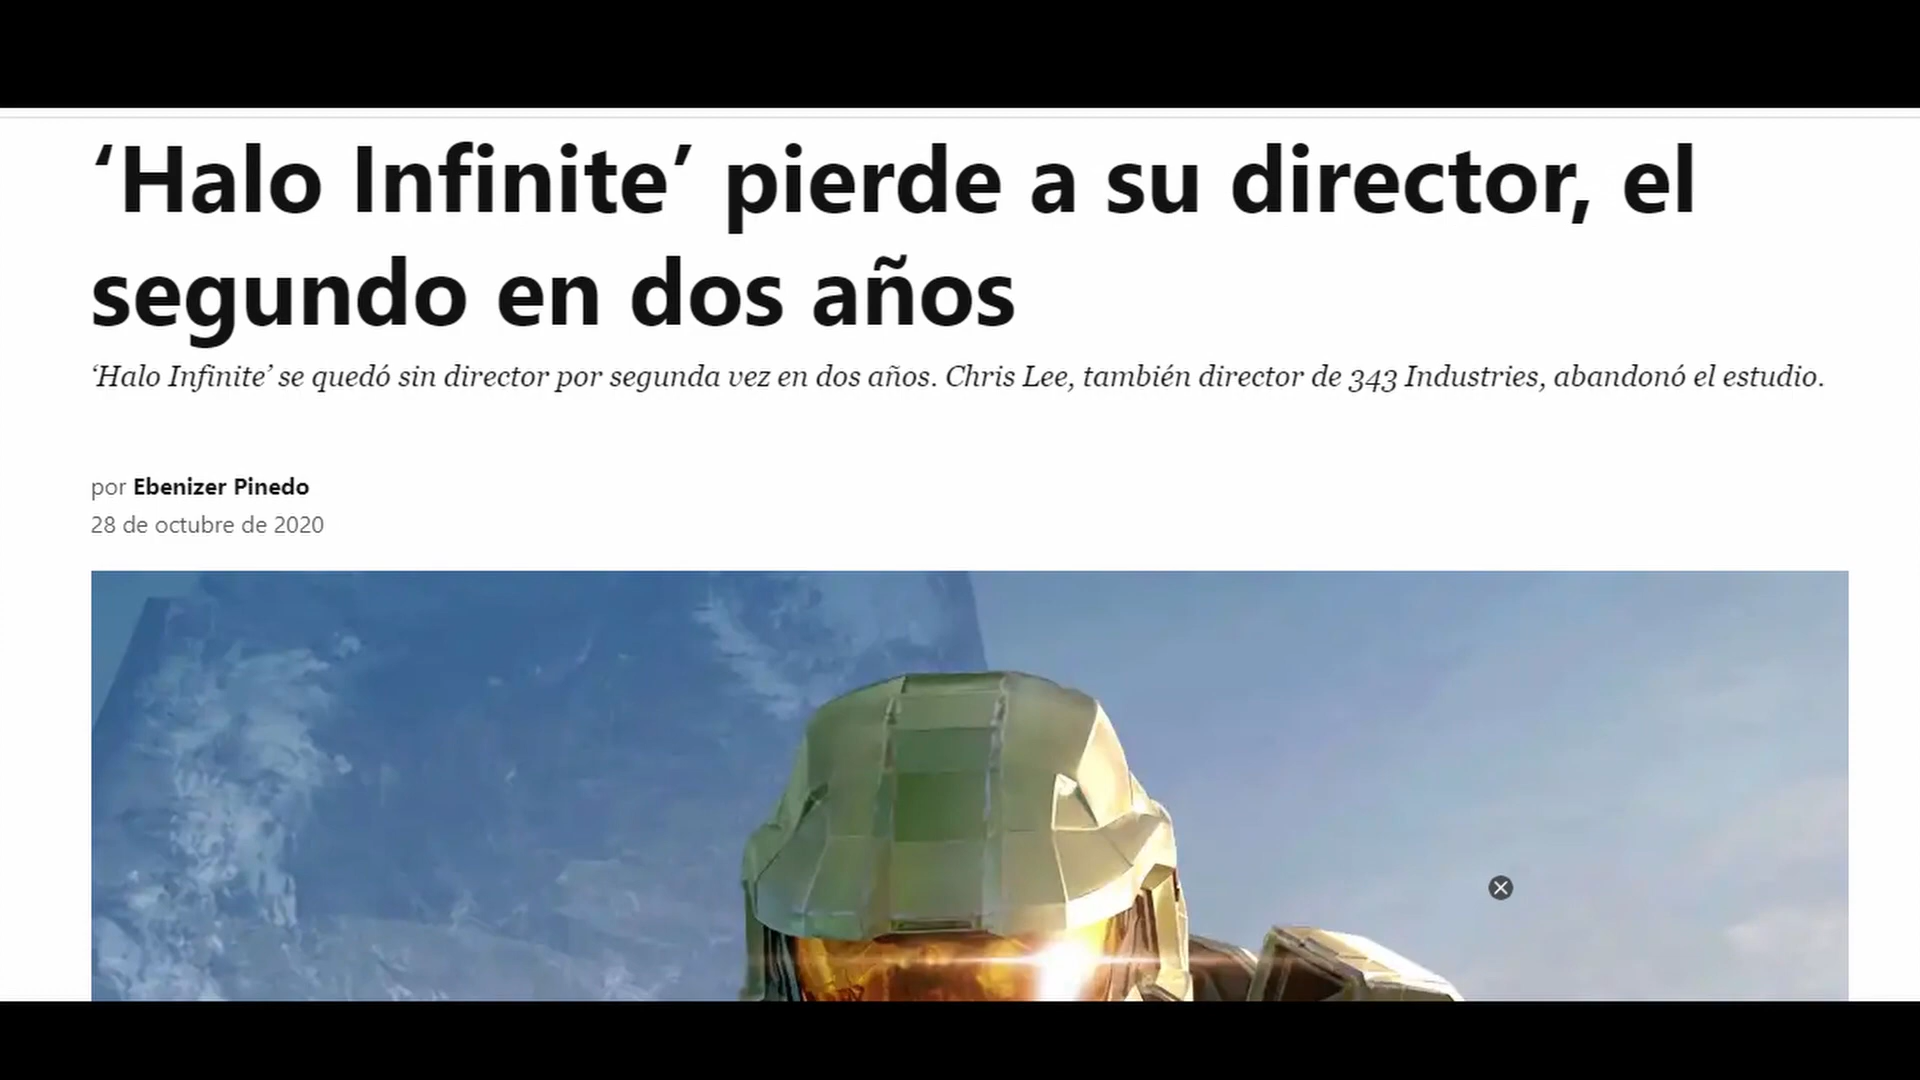 ‘Halo Infinite’ pierde a su director, el
segundo en dos años
‘Halo Infinite’ se quedó sin director por segunda vez en dos años. Chris Lee, también director de 343 Industries, abandonó el estudio.
por Ebenizer Pinedo
28 de octubre de 2020